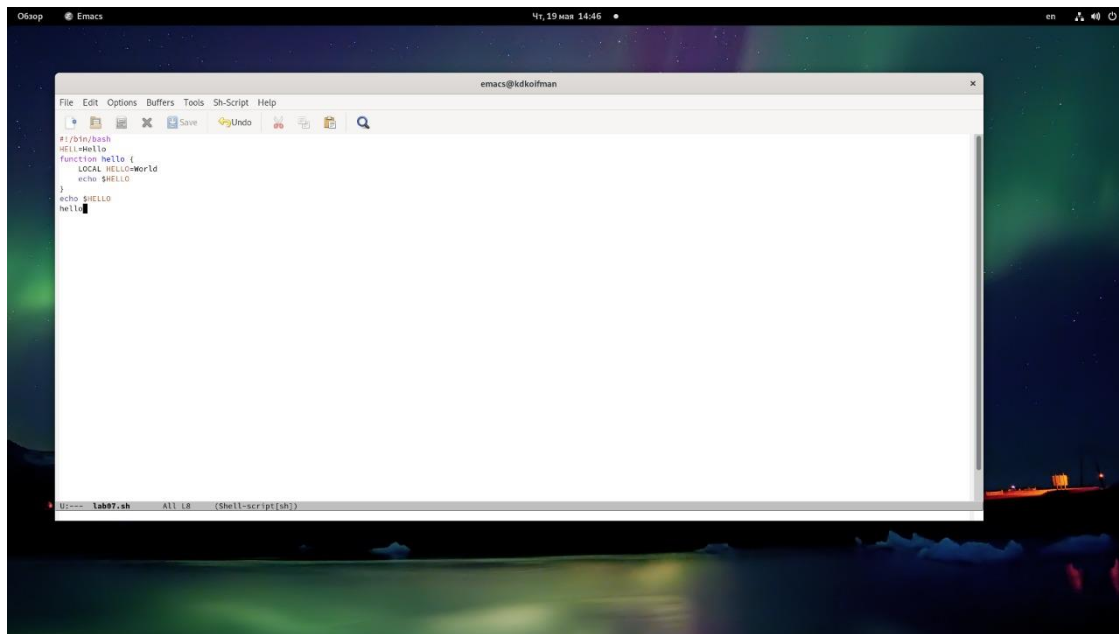 Обзор Emacs Чт, 19 мая 14:46 en
emacs@kdkoifman ×
File Edit Options Buffers Tools Sh-Script Help
Save Undo
#!/bin/bash
HELL=Hello
function hello {
    LOCAL HELLO=World
    echo $HELLO
}
echo $HELLO
hello
U:--- lab07.sh All L8 (Shell-script[sh])